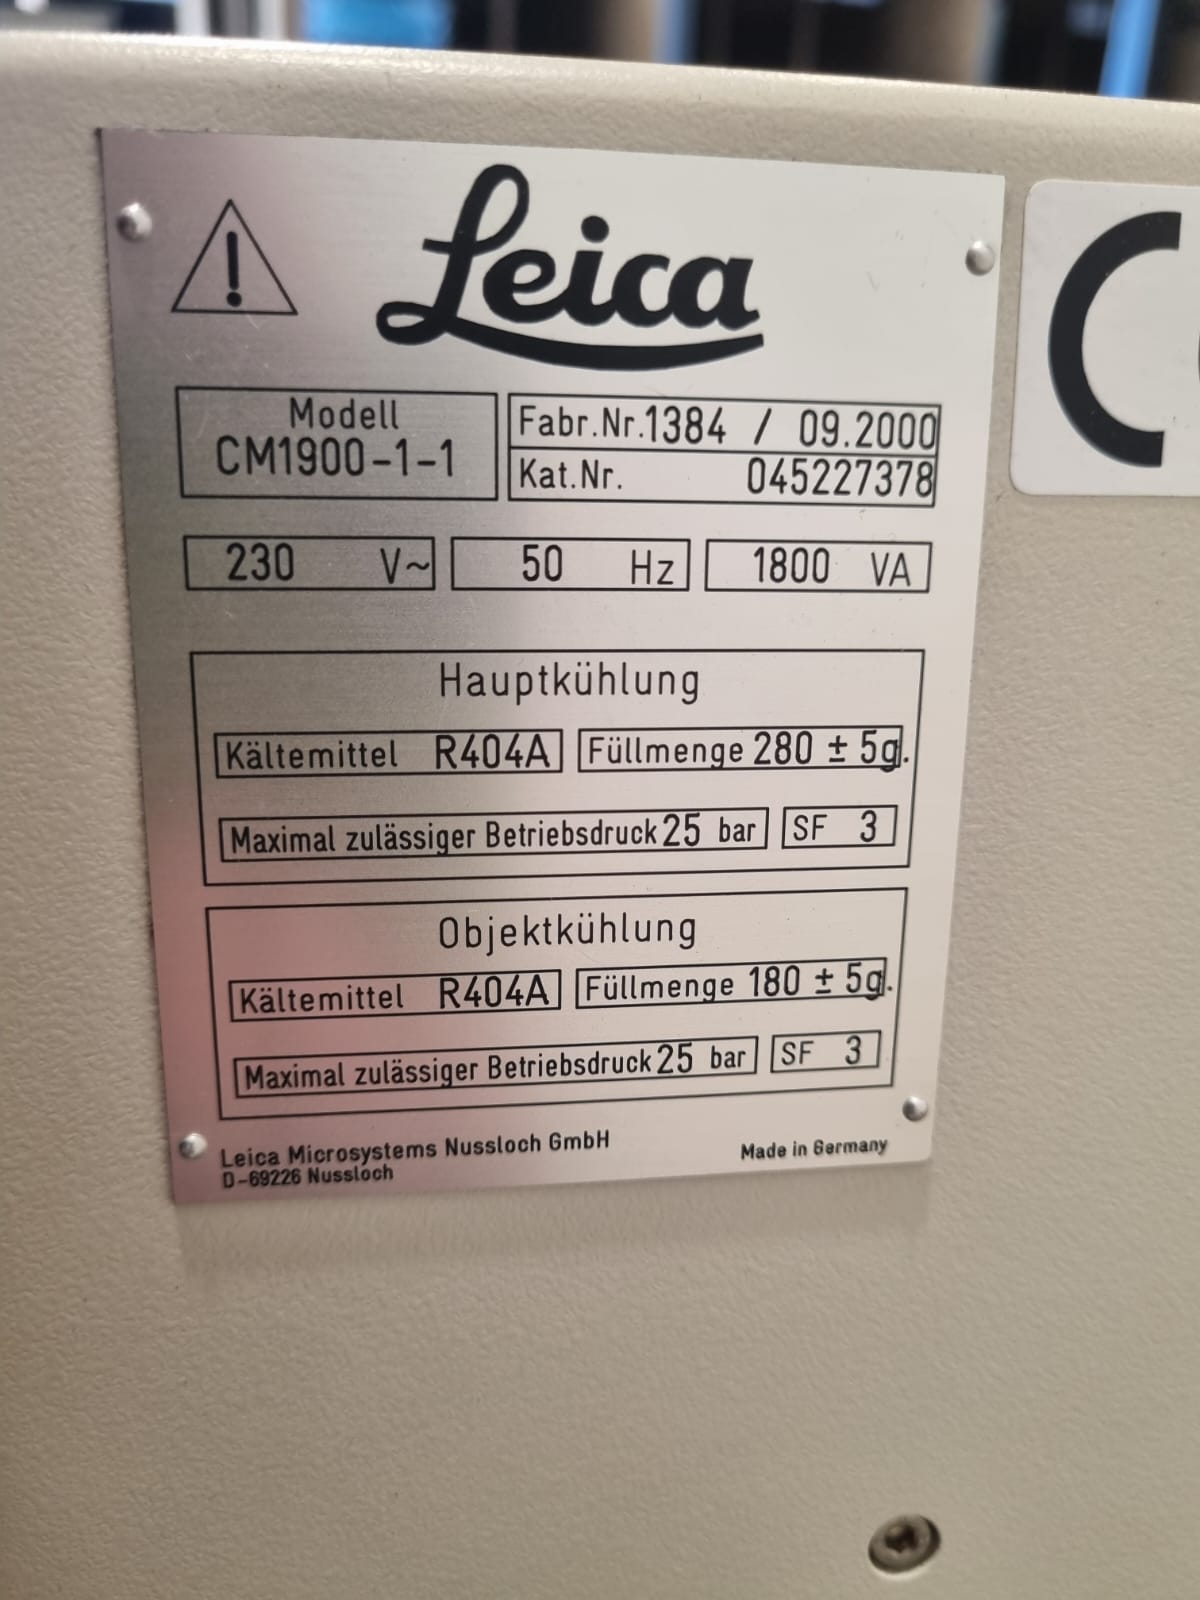 Leica
Modell
CM1900-1-1
Fabr.Nr.1384 / 09.2000
Kat.Nr. 045227378
230 V~ 50 Hz 1800 VA
Hauptkühlung
Kältemittel R404A Füllmenge 280 ± 5g.
Maximal zulässiger Betriebsdruck 25 bar SF 3
Objektkühlung
Kältemittel R404A Füllmenge 180 ± 5g.
Maximal zulässiger Betriebsdruck 25 bar SF 3
Leica Microsystems Nussloch GmbH
D-69226 Nussloch
Made in Germany